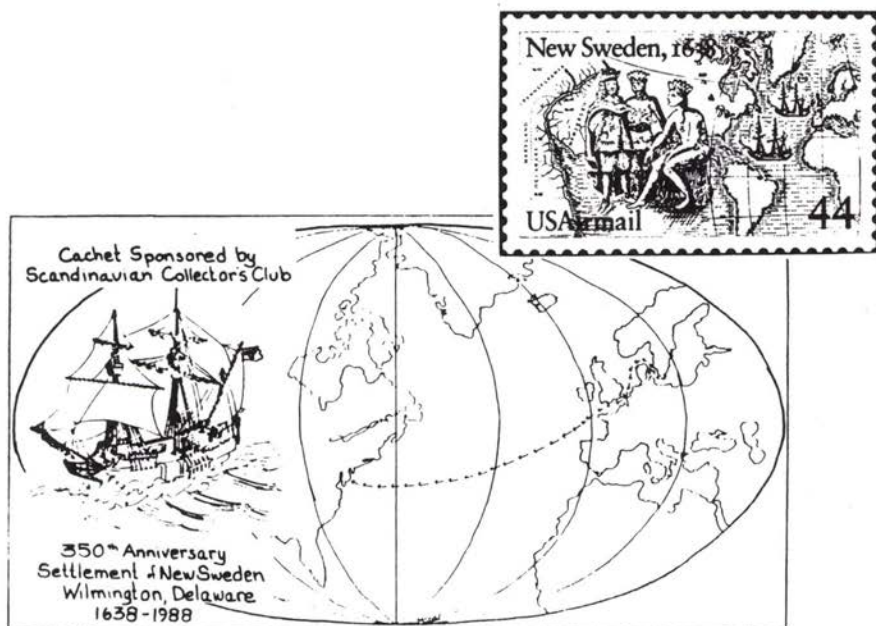 New Sweden, 1638
USAirmail
44
Cachet Sponsored by
Scandinavian Collector's Club
350th Anniversary
Settlement of New Sweden
Wilmington, Delaware
1638-1988